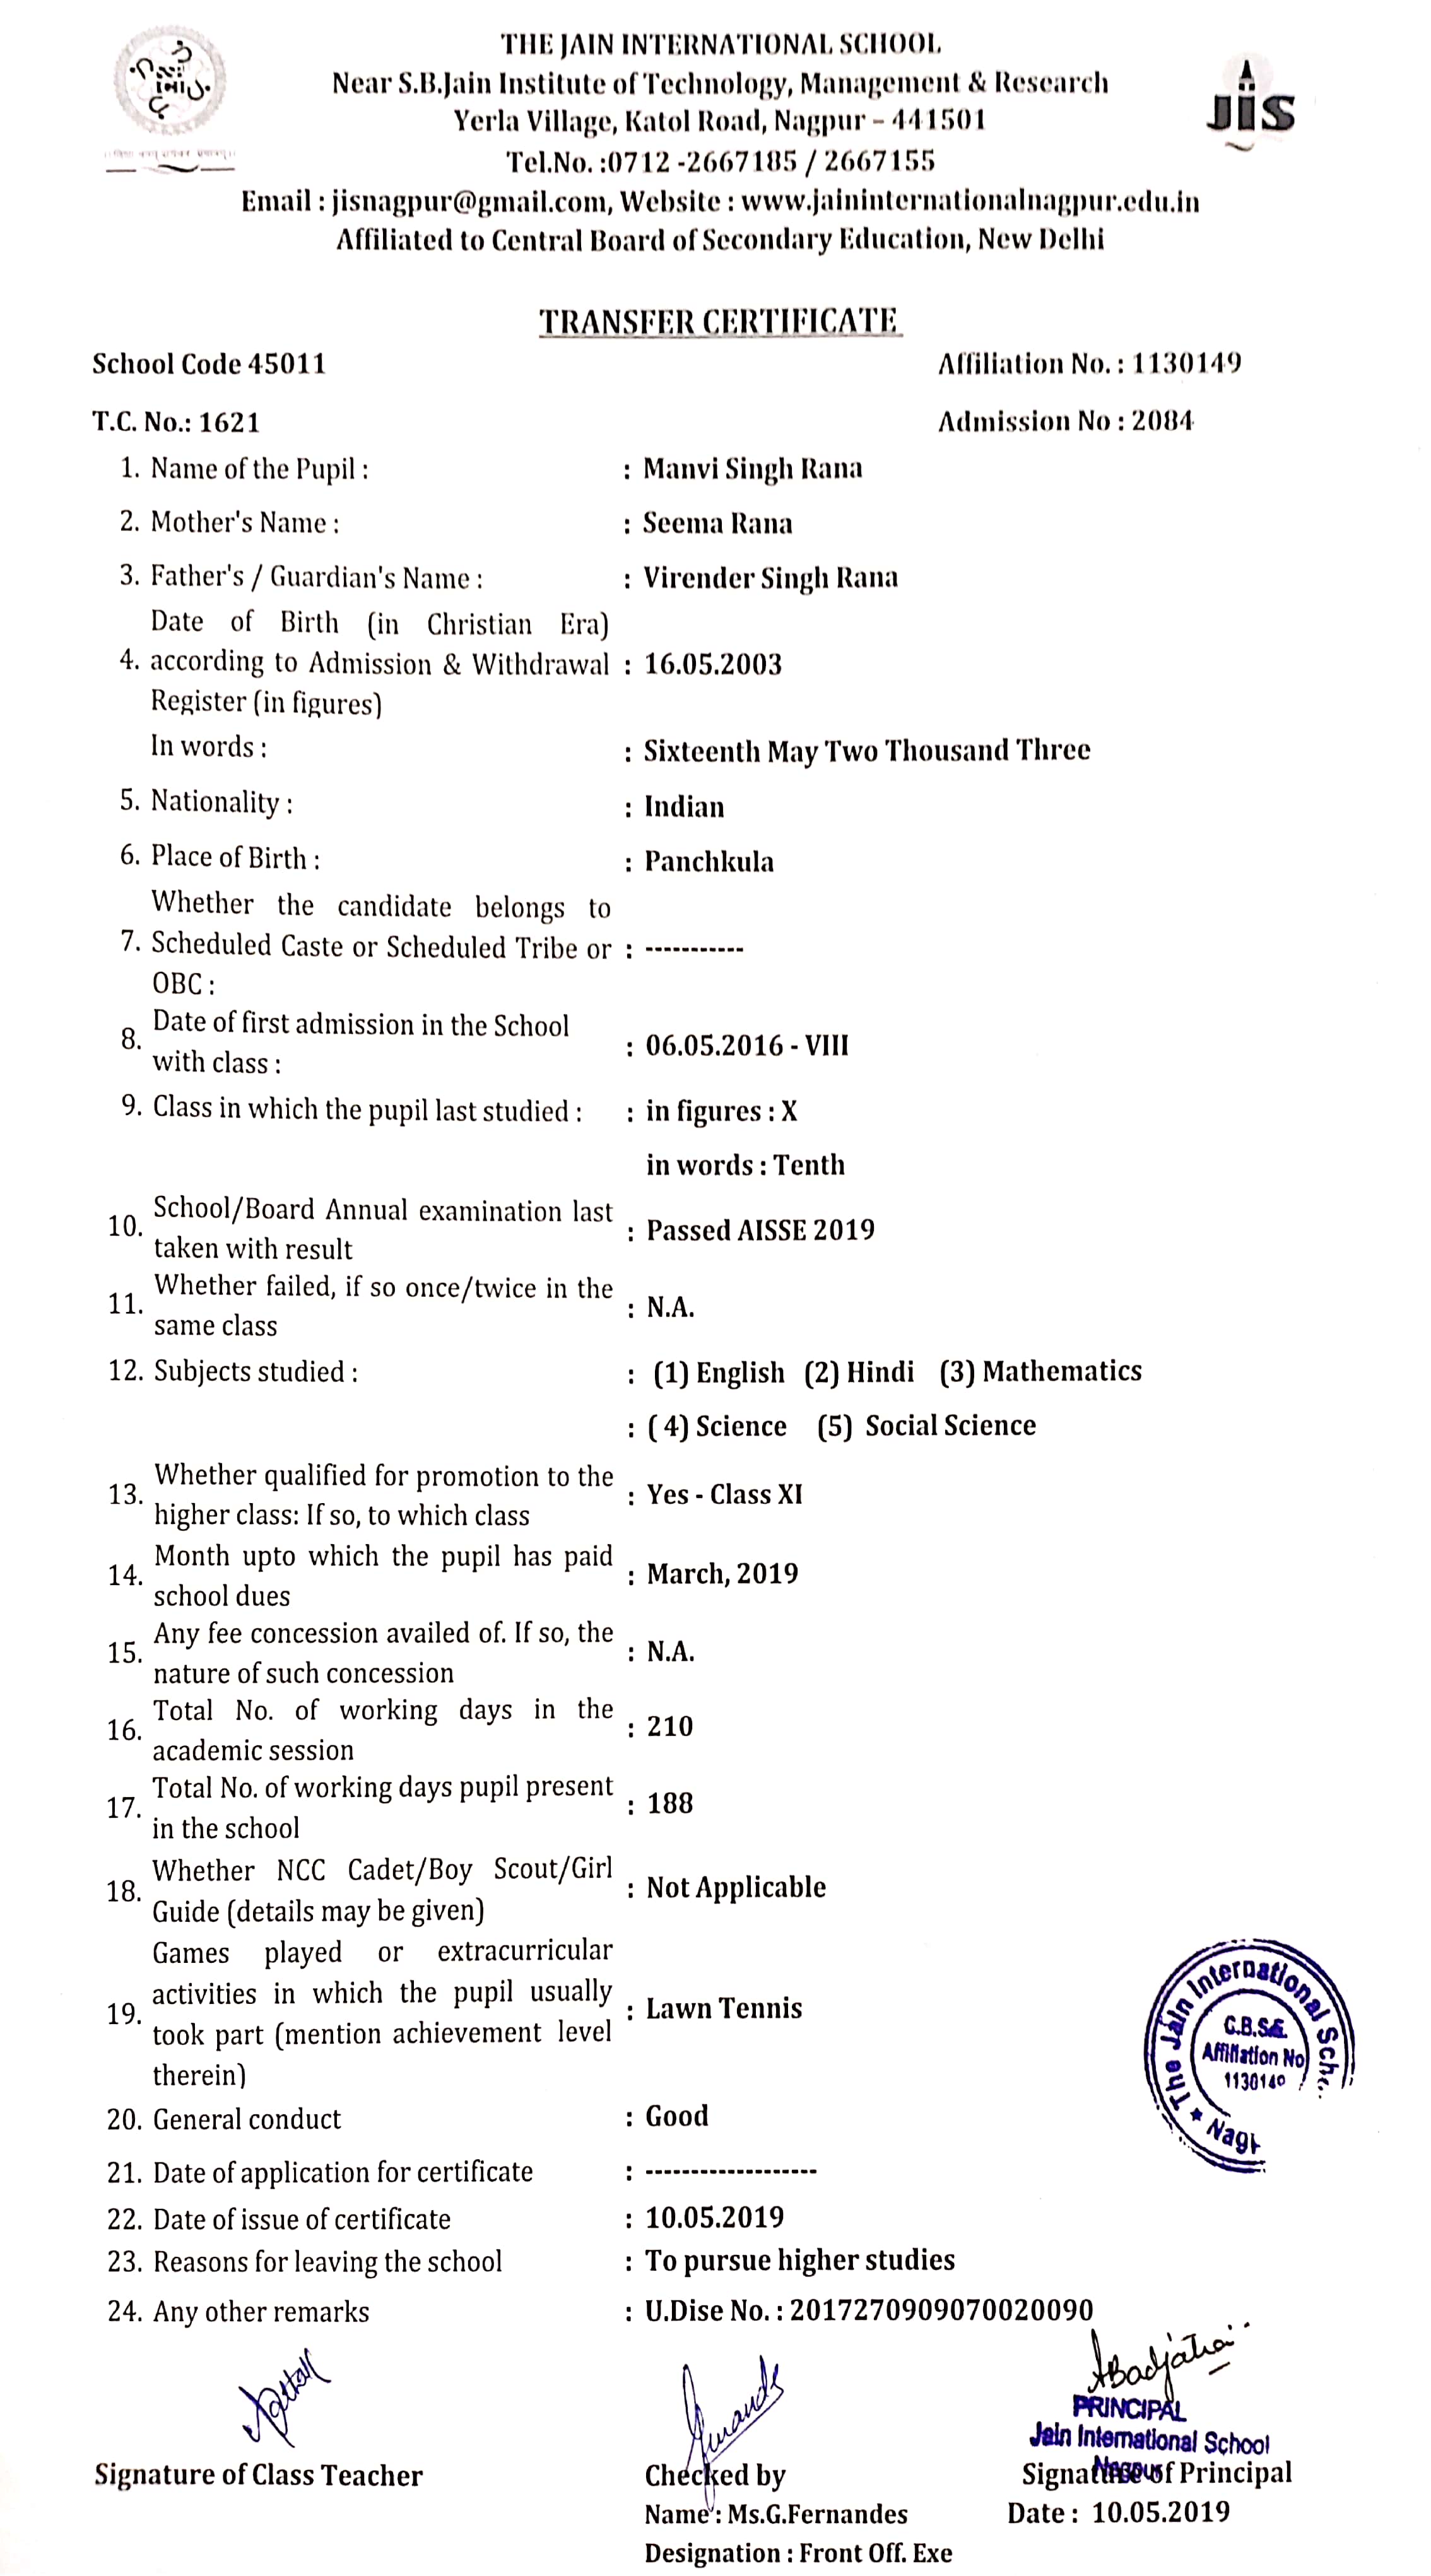 THE JAIN INTERNATIONAL SCHOOL
Near S.B.Jain Institute of Technology, Management & Research
Yerla Village, Katol Road, Nagpur – 441501
JIS
Tel.No. :0712 -2667185 / 2667155
Email : jisnagpur@gmail.com, Website : www.jaininternationalnagpur.edu.in
Affiliated to Central Board of Secondary Education, New Delhi
TRANSFER CERTIFICATE
School Code 45011 Affiliation No. : 1130149
T.C. No.: 1621 Admission No : 2084
1. Name of the Pupil : : Manvi Singh Rana
2. Mother's Name : : Seema Rana
3. Father's / Guardian's Name : : Virender Singh Rana
Date of Birth (in Christian Era)
4. according to Admission & Withdrawal : 16.05.2003
Register (in figures)
In words : : Sixteenth May Two Thousand Three
5. Nationality : : Indian
6. Place of Birth : : Panchkula
Whether the candidate belongs to
7. Scheduled Caste or Scheduled Tribe or : -----------
OBC :
8. Date of first admission in the School
with class : : 06.05.2016 - VIII
9. Class in which the pupil last studied : : in figures : X
in words : Tenth
10. School/Board Annual examination last
taken with result : Passed AISSE 2019
11. Whether failed, if so once/twice in the
same class : N.A.
12. Subjects studied : : (1) English (2) Hindi (3) Mathematics
: ( 4) Science (5) Social Science
13. Whether qualified for promotion to the
higher class: If so, to which class : Yes - Class XI
14. Month upto which the pupil has paid
school dues : March, 2019
15. Any fee concession availed of. If so, the
nature of such concession : N.A.
16. Total No. of working days in the
academic session : 210
17. Total No. of working days pupil present
in the school : 188
18. Whether NCC Cadet/Boy Scout/Girl
Guide (details may be given) : Not Applicable
Games played or extracurricular
19. activities in which the pupil usually
took part (mention achievement level : Lawn Tennis
therein)
The Jain International Sch
C.B.S.E.
Affiliation No
1130149
★ Nag
20. General conduct : Good
21. Date of application for certificate : -------------------
22. Date of issue of certificate : 10.05.2019
23. Reasons for leaving the school : To pursue higher studies
24. Any other remarks : U.Dise No. : 2017270909070020090
PRINCIPAL
Jain International School
Nagpur
Signature of Class Teacher Checked by Signature of Principal
Name : Ms.G.Fernandes Date : 10.05.2019
Designation : Front Off. Exe